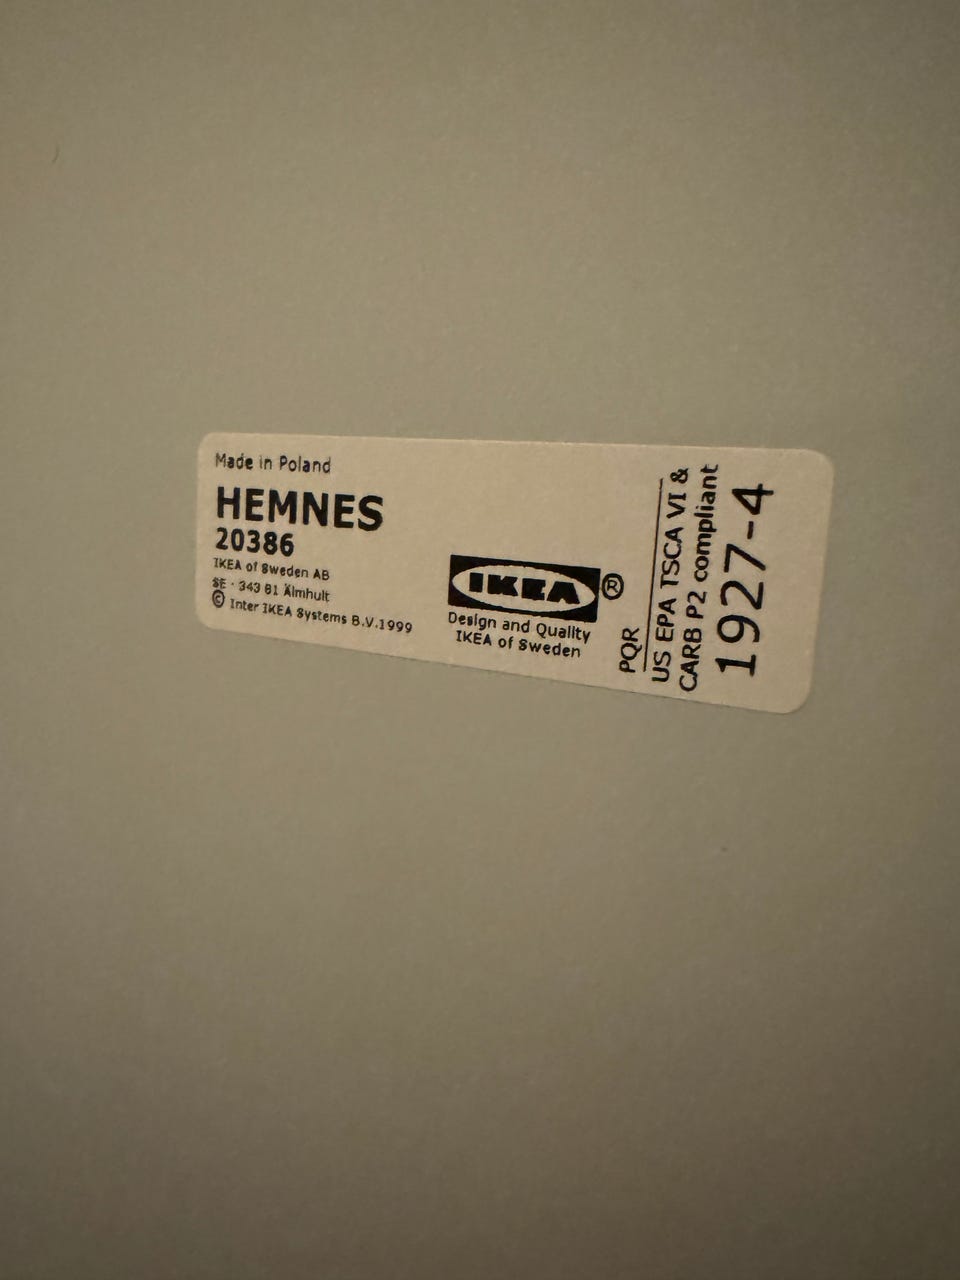 Made in Poland
HEMNES
20386
IKEA of Sweden AB
SE - 343 81 Älmhult
© Inter IKEA Systems B.V.1999
IKEA®
Design and Quality
IKEA of Sweden
PQR
US EPA TSCA VI &
CARB P2 compliant
1927-4